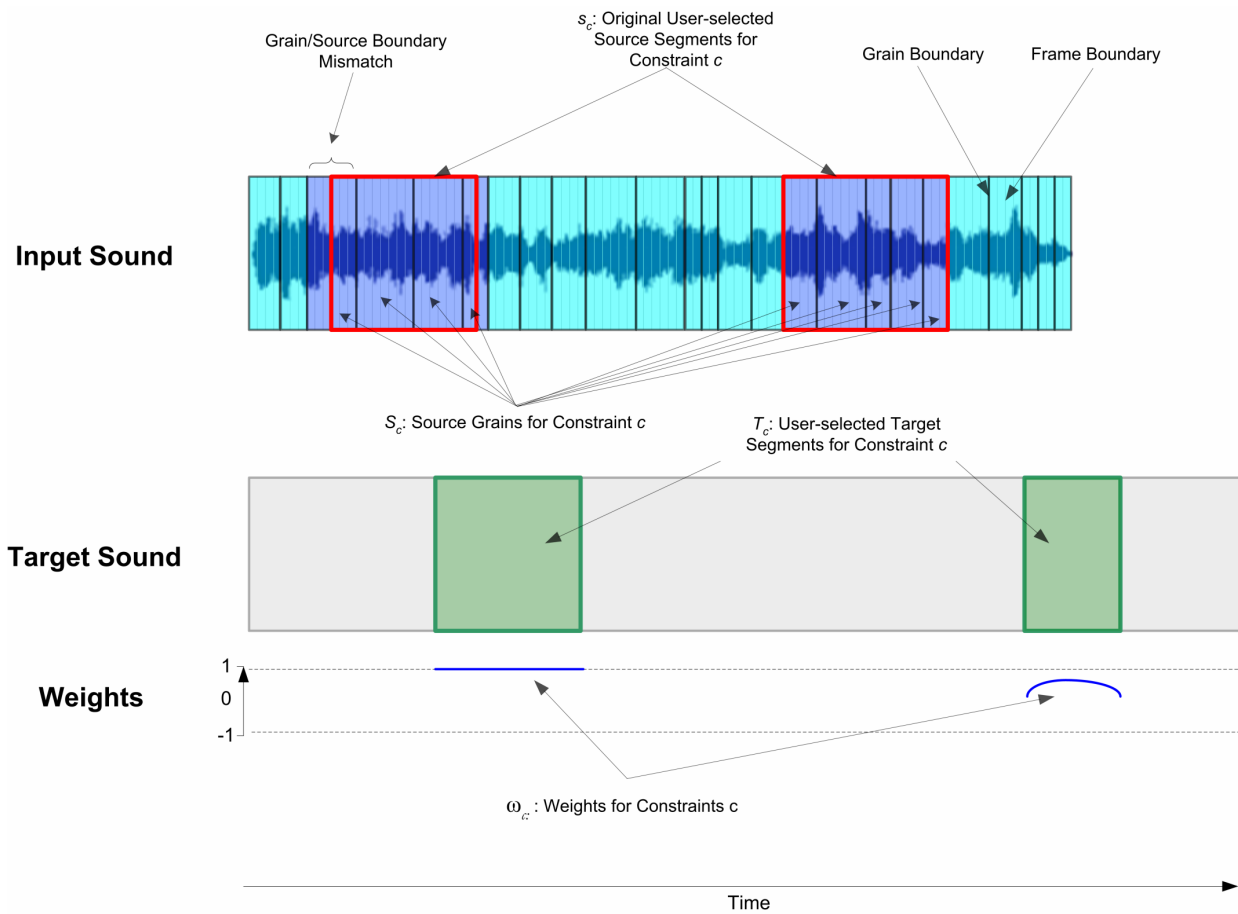 s_c: Original User-selected
Source Segments for
Constraint c
Grain/Source Boundary
Mismatch
Grain Boundary
Frame Boundary
Input Sound
S_c: Source Grains for Constraint c
T_c: User-selected Target
Segments for Constraint c
Target Sound
1
0
-1
Weights
ω_c: : Weights for Constraints c
Time